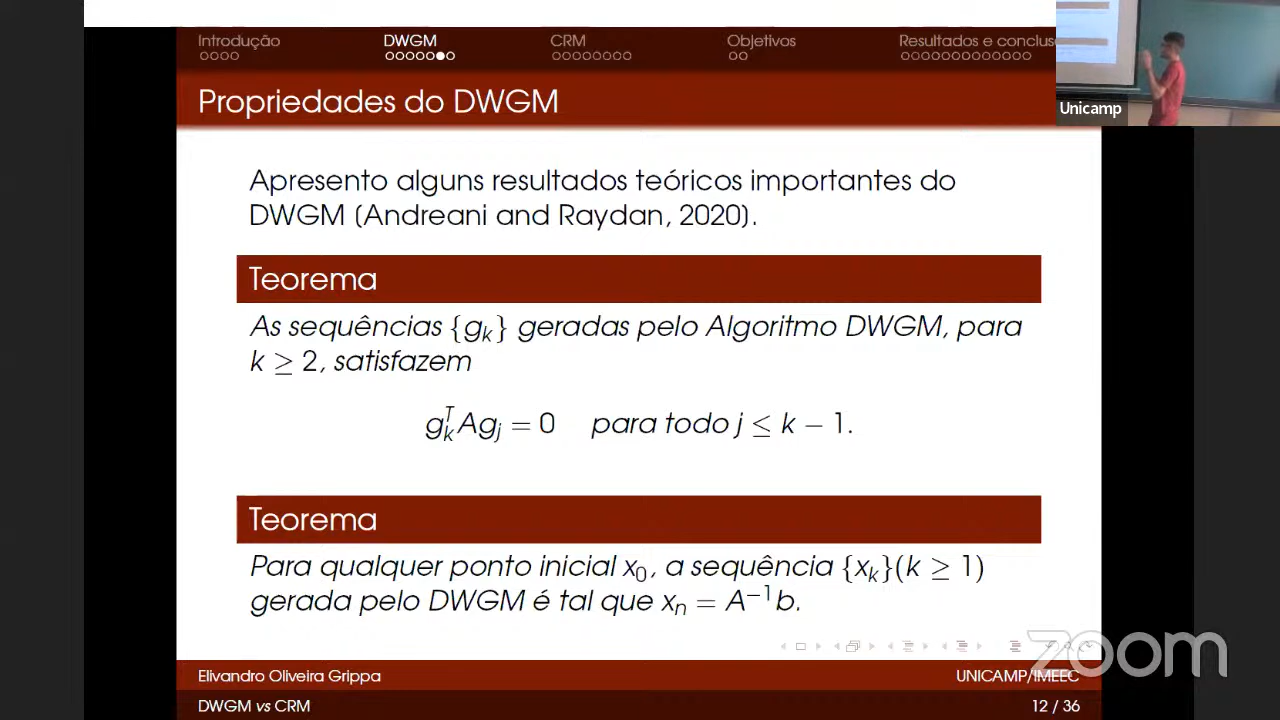 Introdução
DWGM
CRM
Objetivos
Resultados e conclus
Propriedades do DWGM
Unicamp
Apresento alguns resultados teóricos importantes do
DWGM (Andreani and Raydan, 2020).
Teorema
As sequências {gₖ} geradas pelo Algoritmo DWGM, para
k ≥ 2, satisfazem
gₖᵀAgⱼ = 0 para todo j ≤ k − 1.
Teorema
Para qualquer ponto inicial x₀, a sequência {xₖ}(k ≥ 1)
gerada pelo DWGM é tal que xₙ = A⁻¹b.
zoom
Elivandro Oliveira Grippa
UNICAMP/IMEEC
DWGM vs CRM
12 / 36